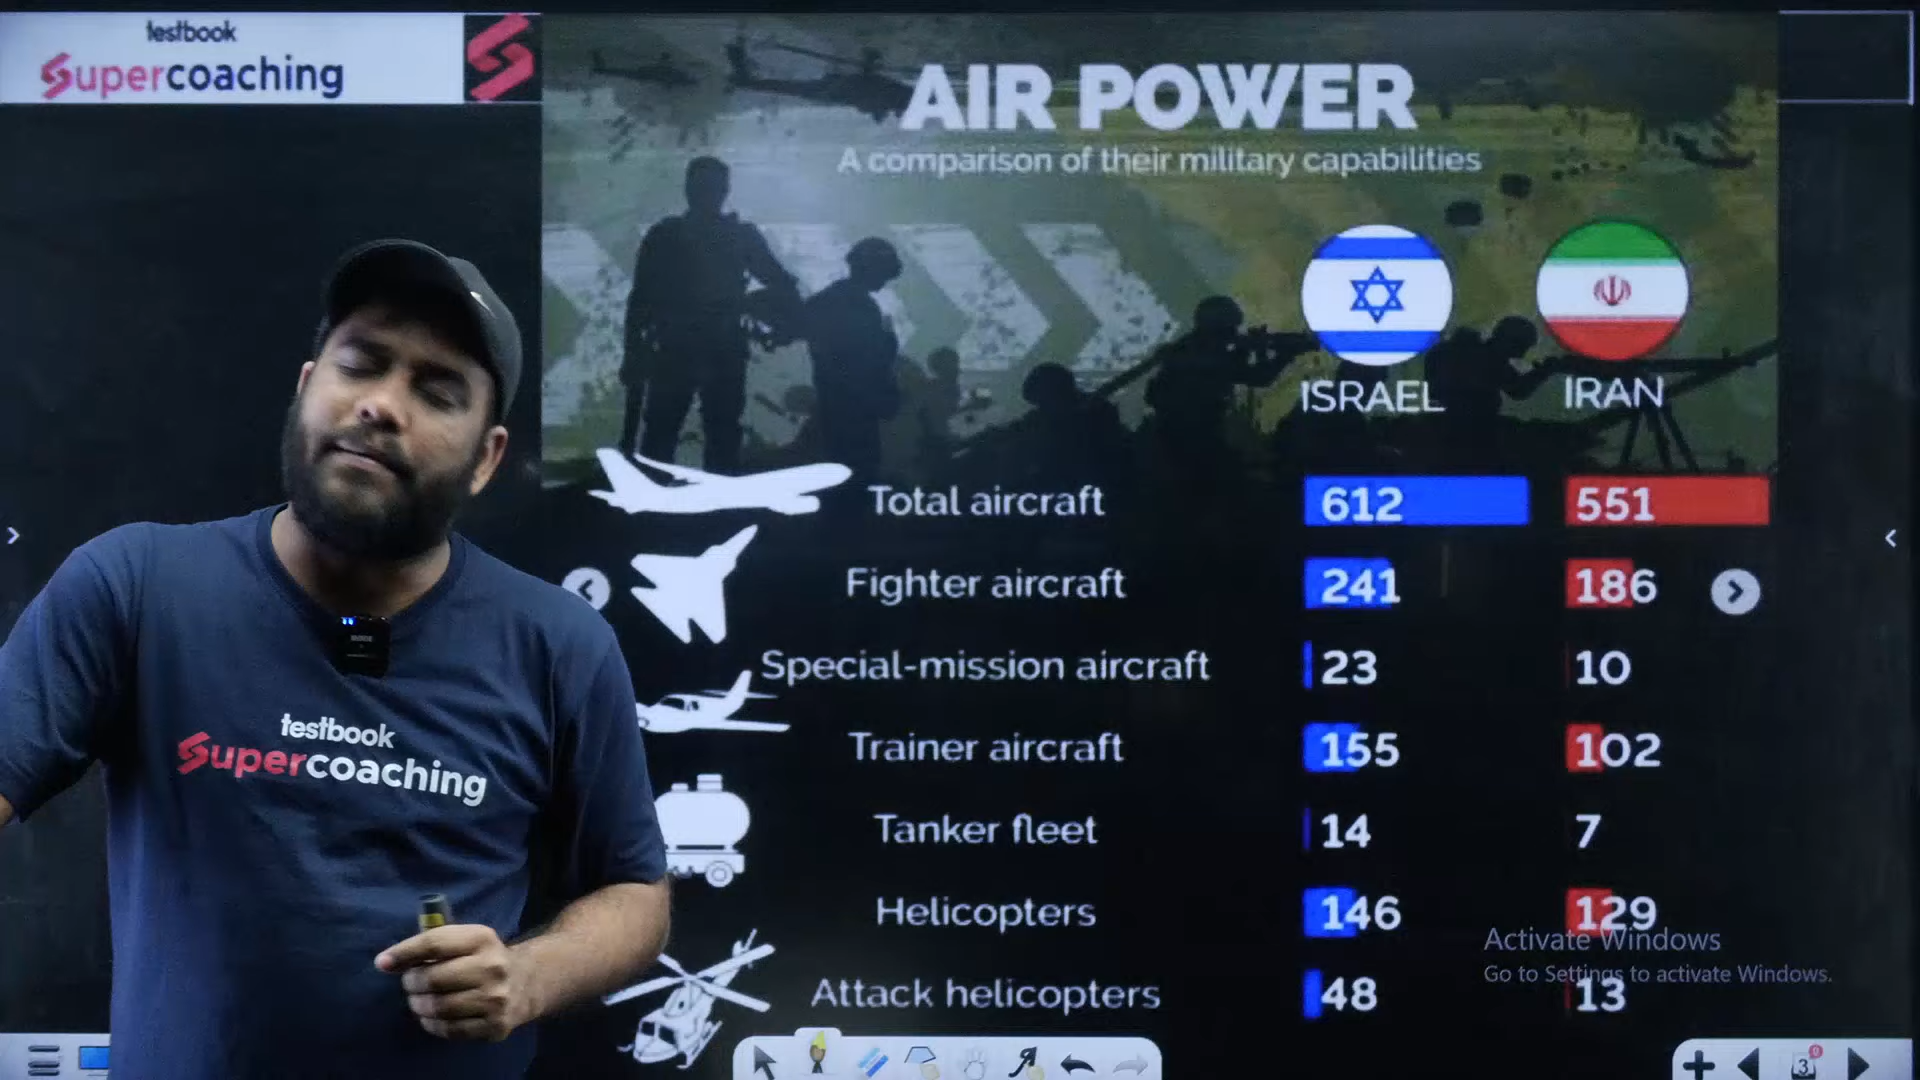 testbook
Supercoaching
AIR POWER
A comparison of their military capabilities
ISRAEL
IRAN
Total aircraft 612 551
Fighter aircraft 241 186
Special-mission aircraft 23 10
Trainer aircraft 155 102
Tanker fleet 14 7
Helicopters 146 129
Attack helicopters 48 13
Activate Windows
Go to Settings to activate Windows.
testbook
Supercoaching
3